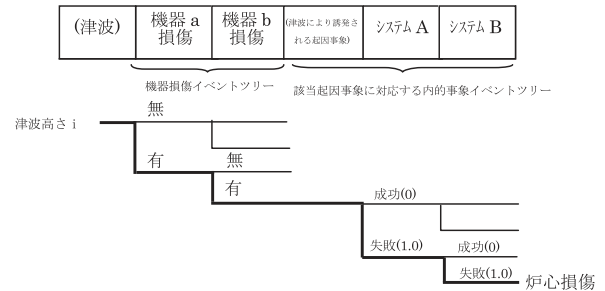 (津波)
機器 a
損傷
機器 b
損傷
(津波により誘発さ
れる起因事象)
システム A
システム B
機器損傷イベントツリー
該当起因事象に対応する内的事象イベントツリー
無
津波高さ i
有
無
有
成功(0)
失敗(1.0)
成功(0)
失敗(1.0)
炉心損傷